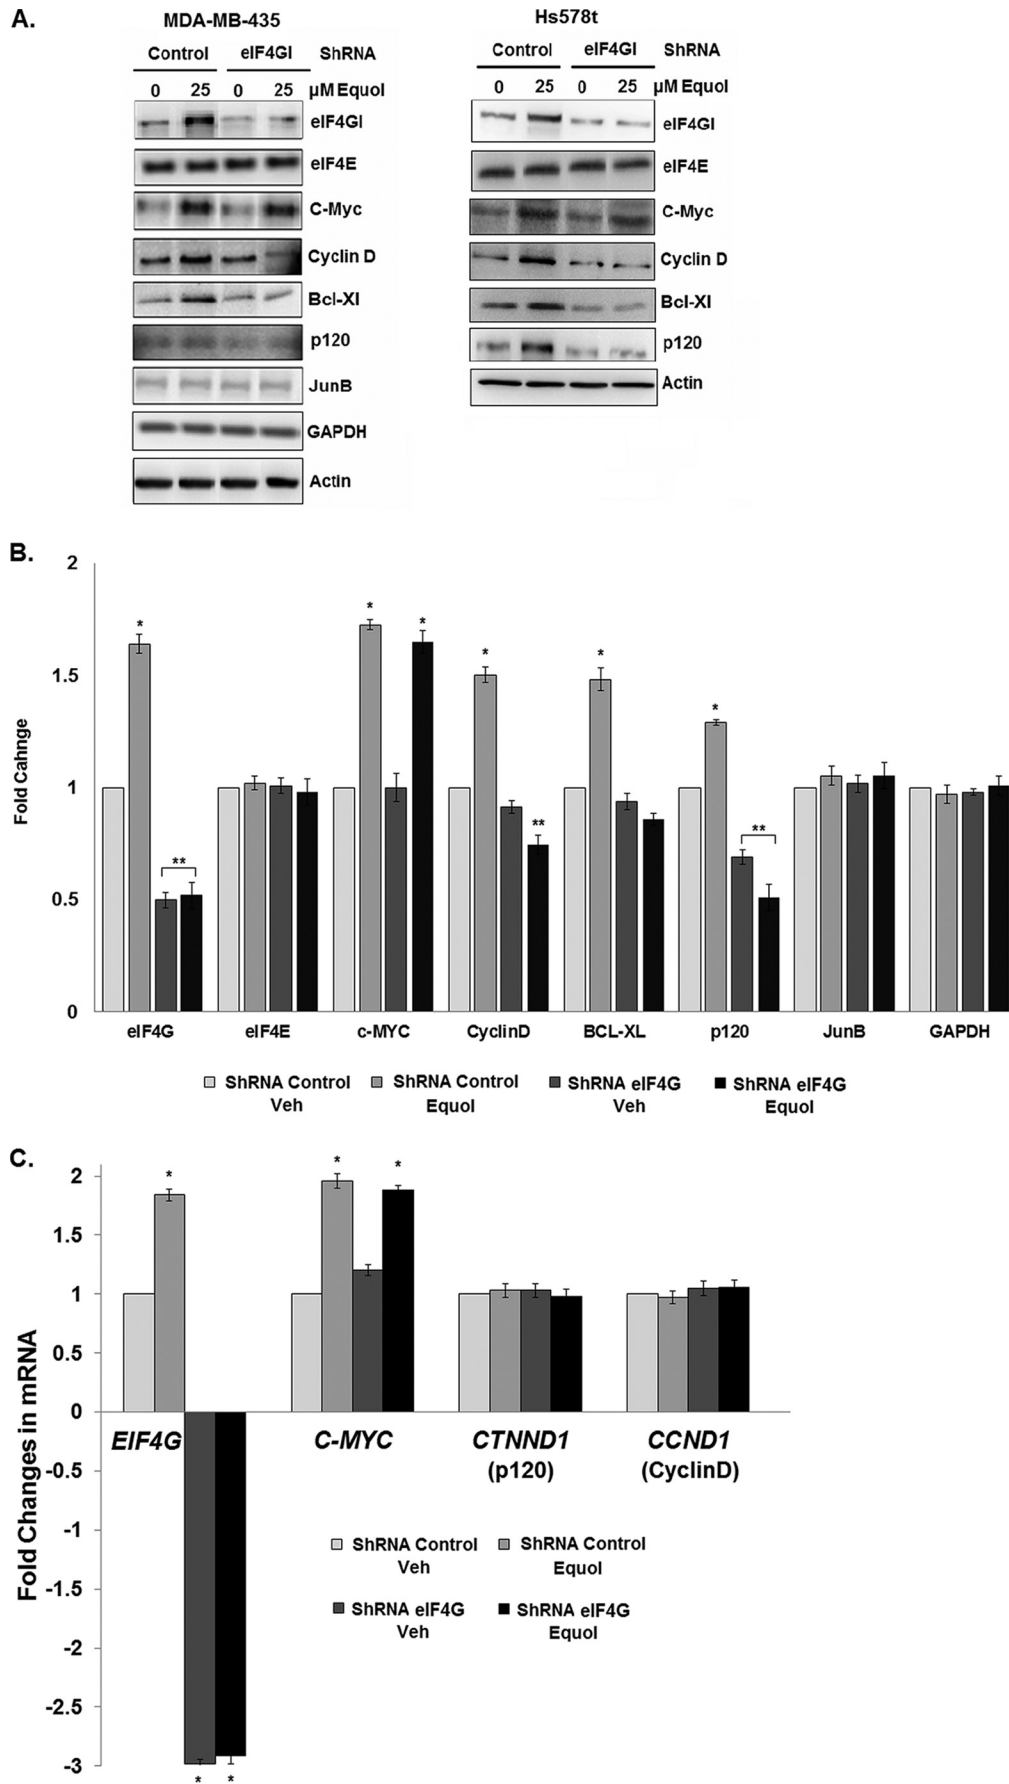 A.
MDA-MB-435
Control eIF4GI ShRNA
0 25 0 25 µM Equol
eIF4GI
eIF4E
C-Myc
Cyclin D
Bcl-Xl
p120
JunB
GAPDH
Actin
Hs578t
Control eIF4GI ShRNA
0 25 0 25 µM Equol
eIF4GI
eIF4E
C-Myc
Cyclin D
Bcl-Xl
p120
Actin
B.
Fold Cahnge
2
1.5
1
0.5
0
* ** * * * ** * * **
eIF4G eIF4E c-MYC CyclinD BCL-XL p120 JunB GAPDH
ShRNA Control Veh
ShRNA Control Equol
ShRNA eIF4G Veh
ShRNA eIF4G Equol
C.
Fold Changes in mRNA
2
1.5
1
0.5
0
-0.5
-1
-1.5
-2
-2.5
-3
* * *
EIF4G C-MYC CTNND1 CCND1
(p120) (CyclinD)
ShRNA Control Veh
ShRNA Control Equol
ShRNA eIF4G Veh
ShRNA eIF4G Equol
* *